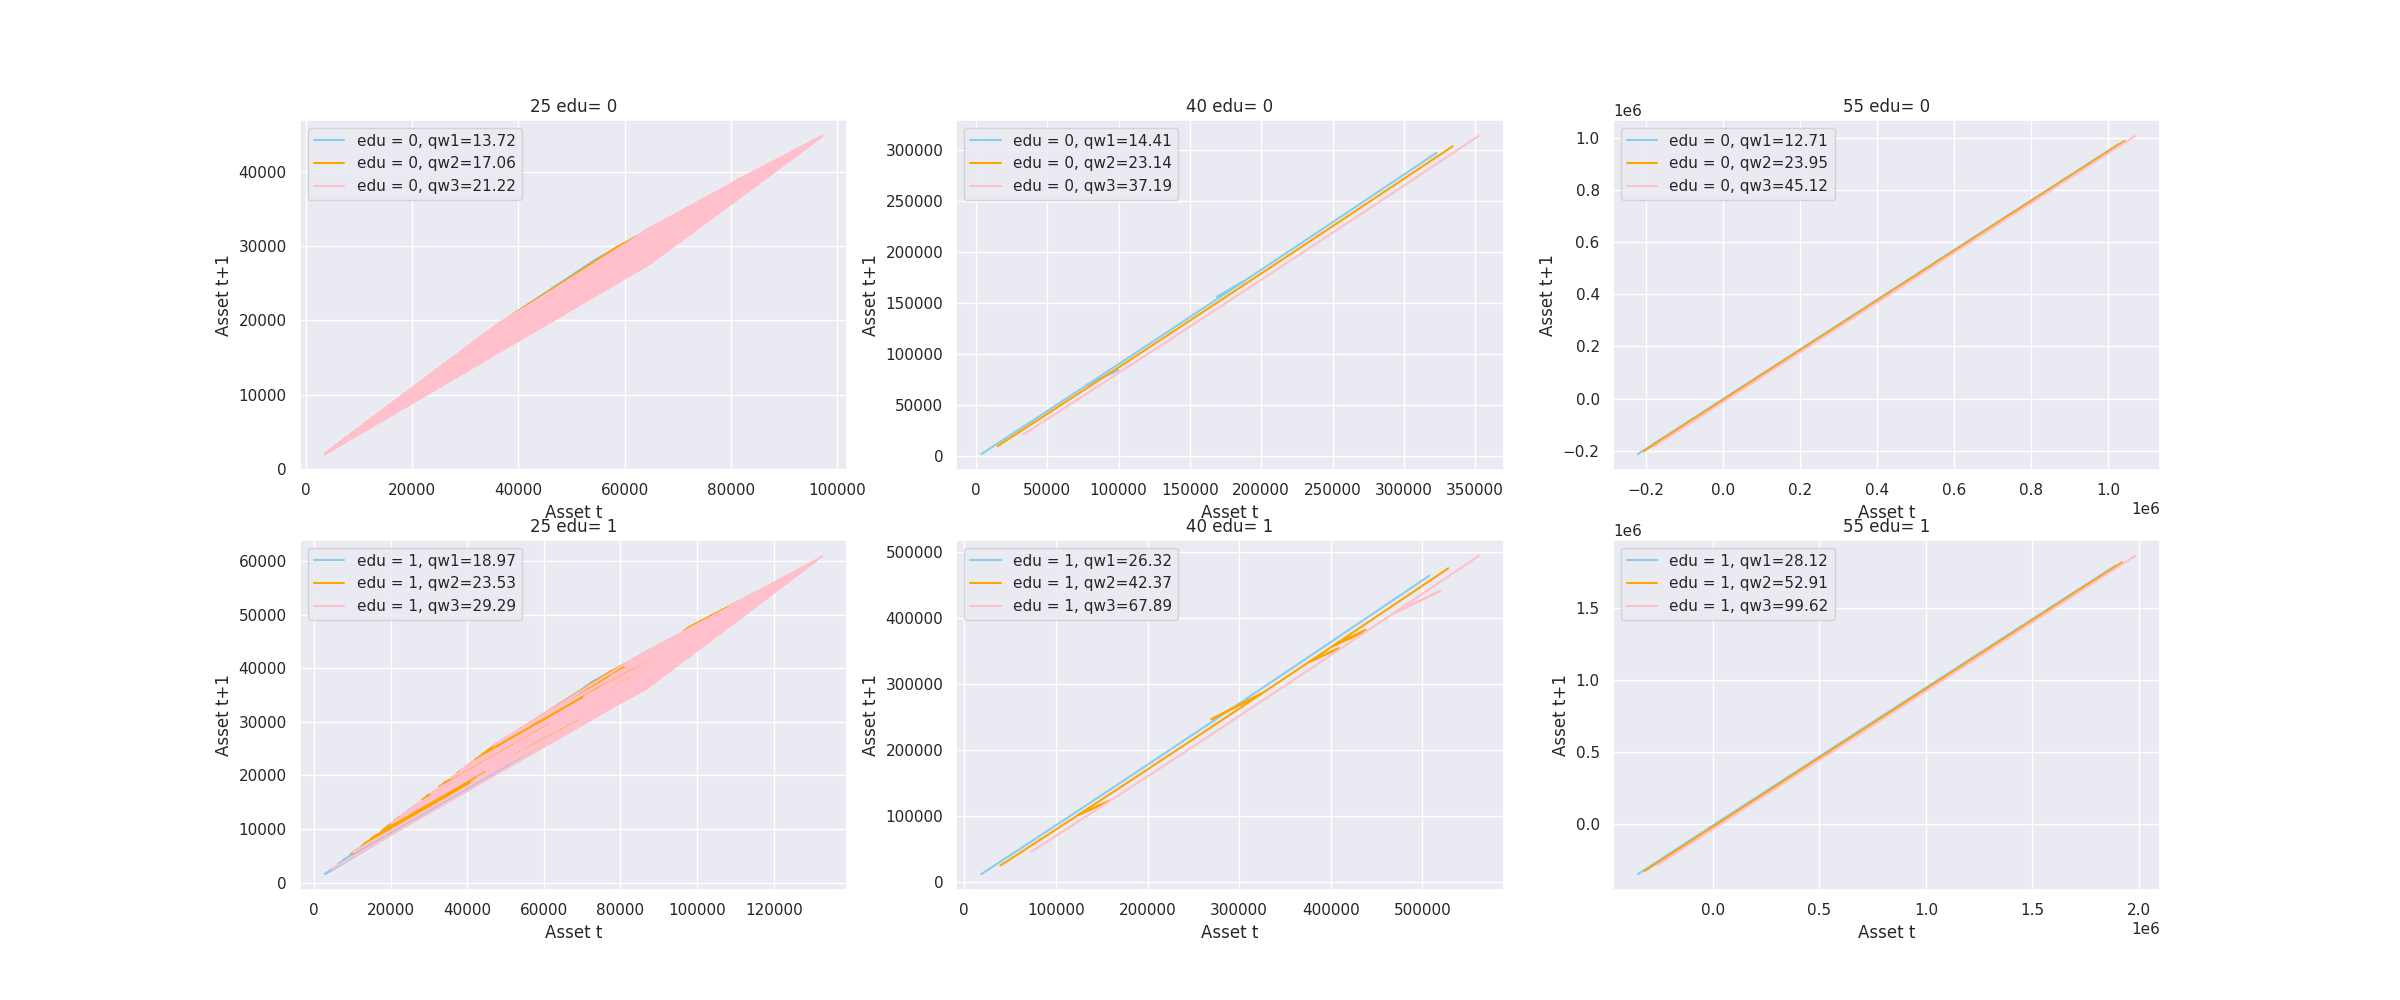 25 edu= 0
edu = 0, qw1=13.72
edu = 0, qw2=17.06
edu = 0, qw3=21.22
40000
30000
20000
10000
0
Asset t+1
0 20000 40000 60000 80000 100000
Asset t
40 edu= 0
edu = 0, qw1=14.41
edu = 0, qw2=23.14
edu = 0, qw3=37.19
300000
250000
200000
150000
100000
50000
0
Asset t+1
0 50000 100000 150000 200000 250000 300000 350000
Asset t
55 edu= 0
1e6
edu = 0, qw1=12.71
edu = 0, qw2=23.95
edu = 0, qw3=45.12
1.0
0.8
0.6
0.4
0.2
0.0
−0.2
Asset t+1
−0.2 0.0 0.2 0.4 0.6 0.8 1.0
1e6
Asset t
25 edu= 1
edu = 1, qw1=18.97
edu = 1, qw2=23.53
edu = 1, qw3=29.29
60000
50000
40000
30000
20000
10000
0
Asset t+1
0 20000 40000 60000 80000 100000 120000
Asset t
40 edu= 1
edu = 1, qw1=26.32
edu = 1, qw2=42.37
edu = 1, qw3=67.89
500000
400000
300000
200000
100000
0
Asset t+1
0 100000 200000 300000 400000 500000
Asset t
55 edu= 1
1e6
edu = 1, qw1=28.12
edu = 1, qw2=52.91
edu = 1, qw3=99.62
1.5
1.0
0.5
0.0
Asset t+1
0.0 0.5 1.0 1.5 2.0
1e6
Asset t